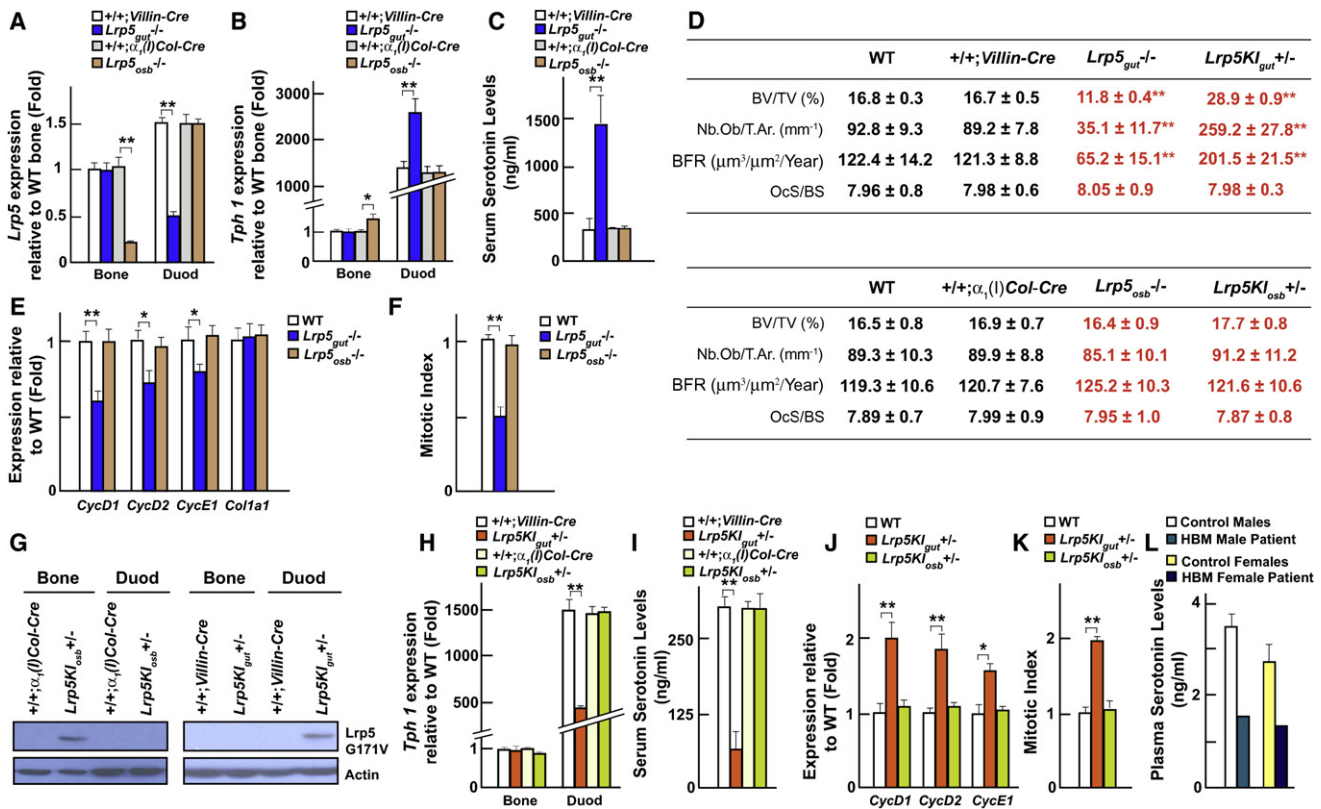 A
+/+;Villin-Cre
Lrp5gut-/-
+/+;α1(I)Col-Cre
Lrp5osb-/-
Lrp5 expression
relative to WT bone (Fold)
1.5
1
0.5
0
**
**
Bone Duod
B
+/+;Villin-Cre
Lrp5gut-/-
+/+;α1(I)Col-Cre
Lrp5osb-/-
Tph 1 expression
relative to WT bone (Fold)
3000
2000
1000
500
1
0
*
**
Bone Duod
C
+/+;Villin-Cre
Lrp5gut-/-
+/+;α1(I)Col-Cre
Lrp5osb-/-
Serum Serotonin Levels
(ng/ml)
1500
500
0
**
D
WT +/+;Villin-Cre Lrp5gut-/- Lrp5KIgut+/-
BV/TV (%) 16.8 ± 0.3 16.7 ± 0.5 11.8 ± 0.4** 28.9 ± 0.9**
Nb.Ob/T.Ar. (mm-1) 92.8 ± 9.3 89.2 ± 7.8 35.1 ± 11.7** 259.2 ± 27.8**
BFR (µm3/µm2/Year) 122.4 ± 14.2 121.3 ± 8.8 65.2 ± 15.1** 201.5 ± 21.5**
OcS/BS 7.96 ± 0.8 7.98 ± 0.6 8.05 ± 0.9 7.98 ± 0.3
WT +/+;α1(I)Col-Cre Lrp5osb-/- Lrp5KIosb+/-
BV/TV (%) 16.5 ± 0.8 16.9 ± 0.7 16.4 ± 0.9 17.7 ± 0.8
Nb.Ob/T.Ar. (mm-1) 89.3 ± 10.3 89.9 ± 8.8 85.1 ± 10.1 91.2 ± 11.2
BFR (µm3/µm2/Year) 119.3 ± 10.6 120.7 ± 7.6 125.2 ± 10.3 121.6 ± 10.6
OcS/BS 7.89 ± 0.7 7.99 ± 0.9 7.95 ± 1.0 7.87 ± 0.8
E
Expression relative
to WT (Fold)
1
0
** * *
CycD1 CycD2 CycE1 Col1a1
WT
Lrp5gut-/-
Lrp5osb-/-
F
Mitotic Index
1
0
**
WT
Lrp5gut-/-
Lrp5osb-/-
G
Bone Duod Bone Duod
+/+;α1(I)Col-Cre
Lrp5KIosb+/-
+/+;α1(I)Col-Cre
Lrp5KIosb+/-
+/+;Villin-Cre
Lrp5KIgut+/-
+/+;Villin-Cre
Lrp5KIgut+/-
Lrp5
G171V
Actin
H
+/+;Villin-Cre
Lrp5KIgut+/-
+/+;α1(I)Col-Cre
Lrp5KIosb+/-
Tph 1 expression
relative to WT (Fold)
1500
1000
500
1
0
**
Bone Duod
I
+/+;Villin-Cre
Lrp5KIgut+/-
+/+;α1(I)Col-Cre
Lrp5KIosb+/-
Serum Serotonin Levels
(ng/ml)
250
125
0
**
J
WT
Lrp5KIgut+/-
Lrp5KIosb+/-
Expression relative
to WT (Fold)
2
1
0
** ** *
CycD1 CycD2 CycE1
K
WT
Lrp5KIgut+/-
Lrp5KIosb+/-
Mitotic Index
2
1
0
**
L
Control Males
HBM Male Patient
Control Females
HBM Female Patient
Plasma Serotonin Levels
(ng/ml)
4
2
0